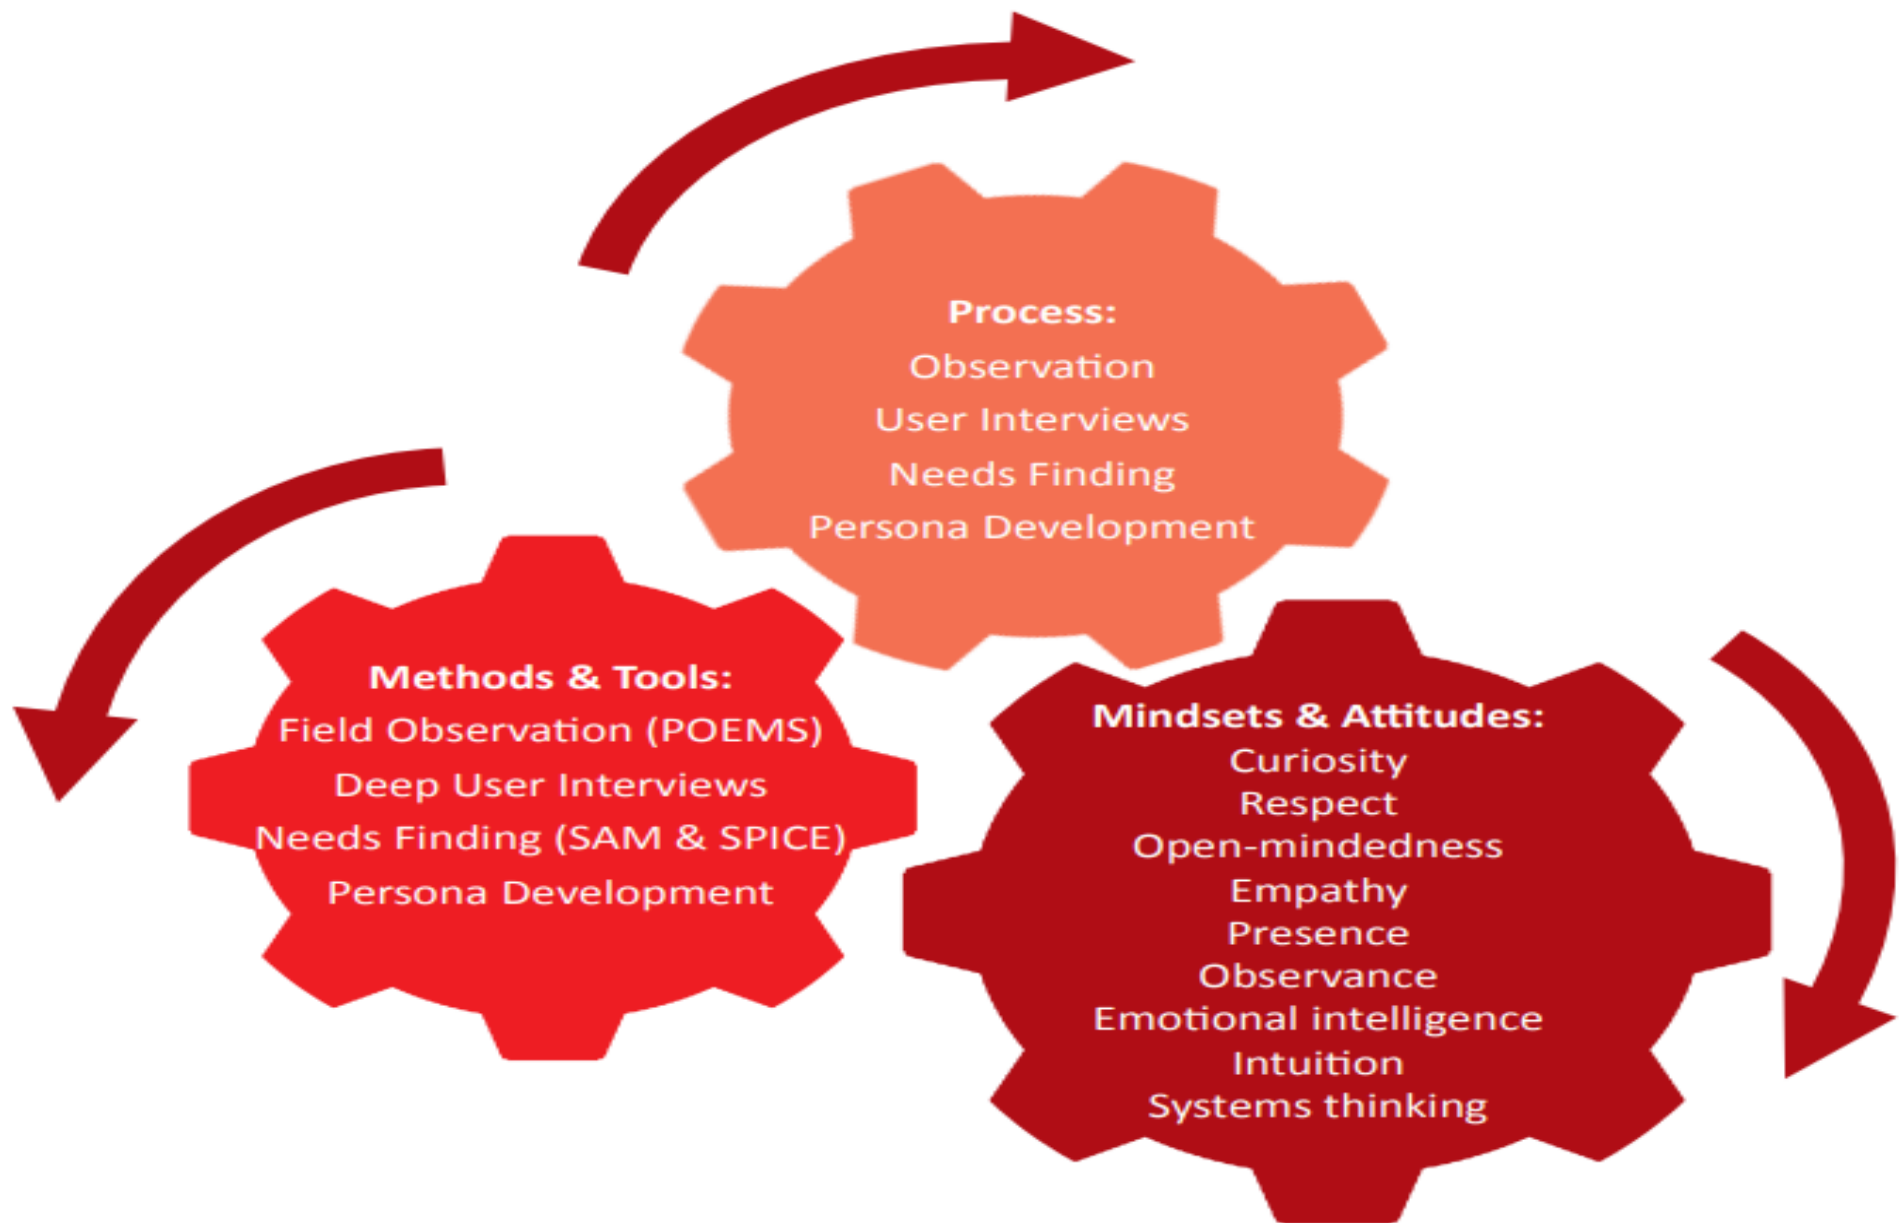 Process:
Observation
User Interviews
Needs Finding
Persona Development
Methods & Tools:
Field Observation (POEMS)
Deep User Interviews
Needs Finding (SAM & SPICE)
Persona Development
Mindsets & Attitudes:
Curiosity
Respect
Open-mindedness
Empathy
Presence
Observance
Emotional intelligence
Intuition
Systems thinking